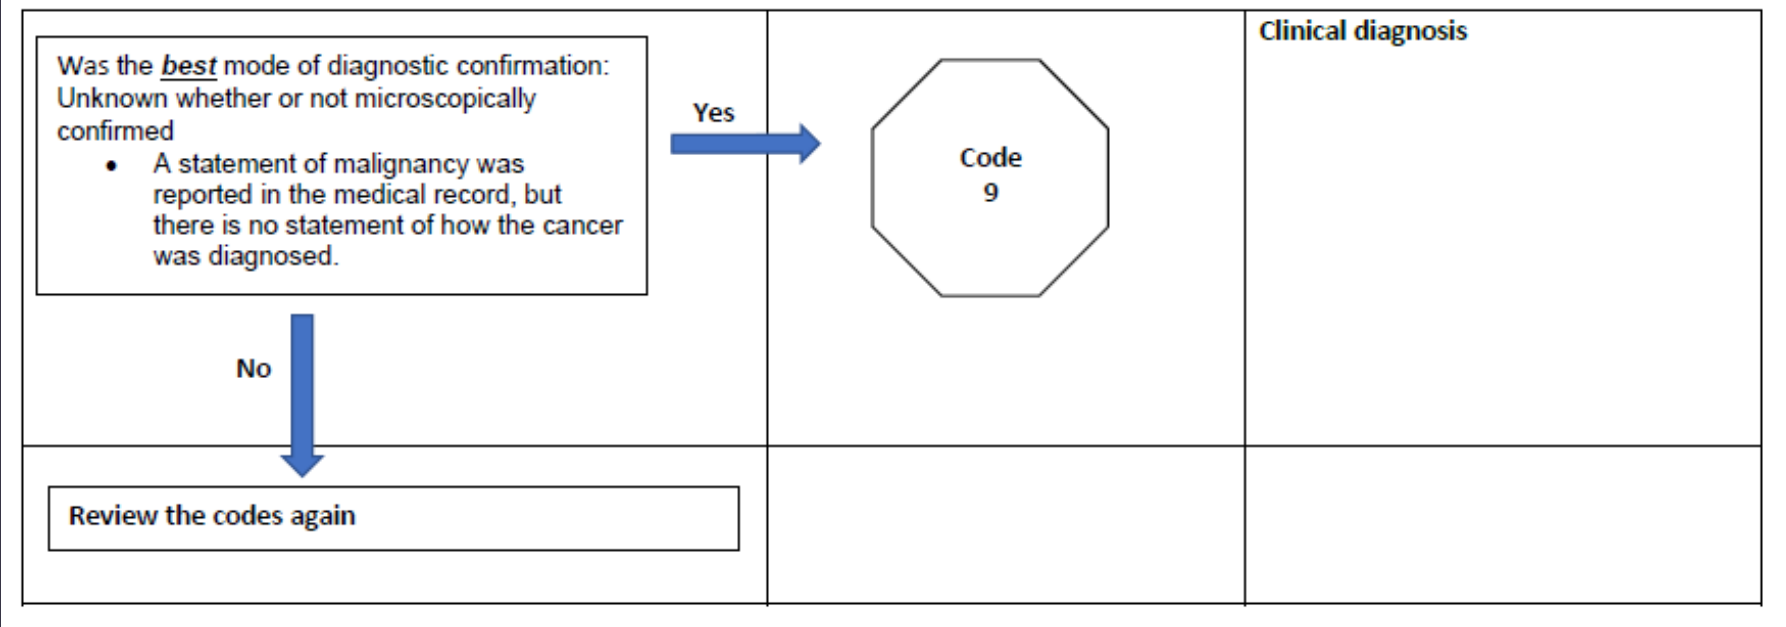 Was the best mode of diagnostic confirmation:
Unknown whether or not microscopically
confirmed
• A statement of malignancy was
reported in the medical record, but
there is no statement of how the cancer
was diagnosed.
Yes
Code
9
Clinical diagnosis
No
Review the codes again